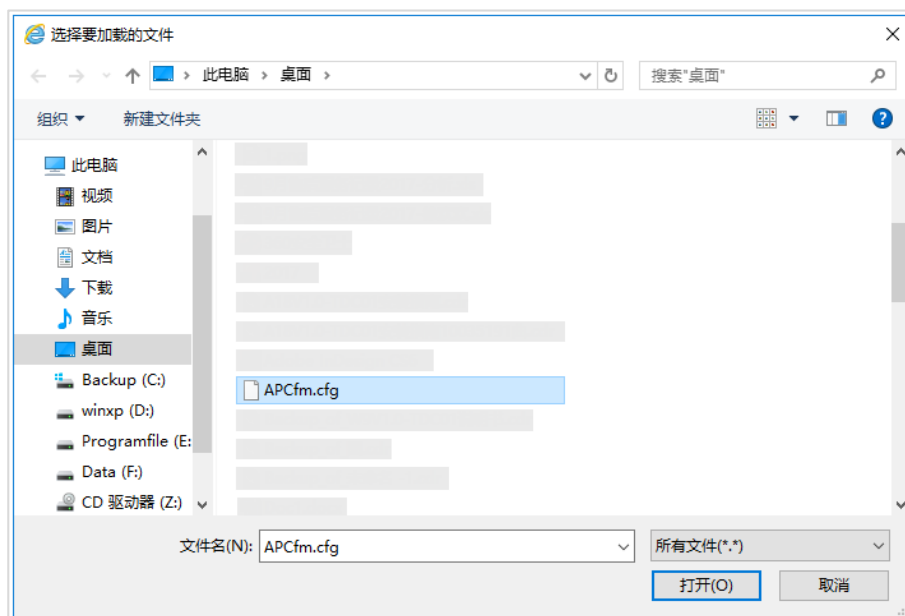 选择要加载的文件
此电脑 › 桌面 ›
搜索"桌面"
组织
新建文件夹
此电脑
视频
图片
文档
下载
音乐
桌面
Backup (C:)
winxp (D:)
Programfile (E:
Data (F:)
CD 驱动器 (Z:)
APCfm.cfg
文件名(N): APCfm.cfg
所有文件(*.*)
打开(O)
取消